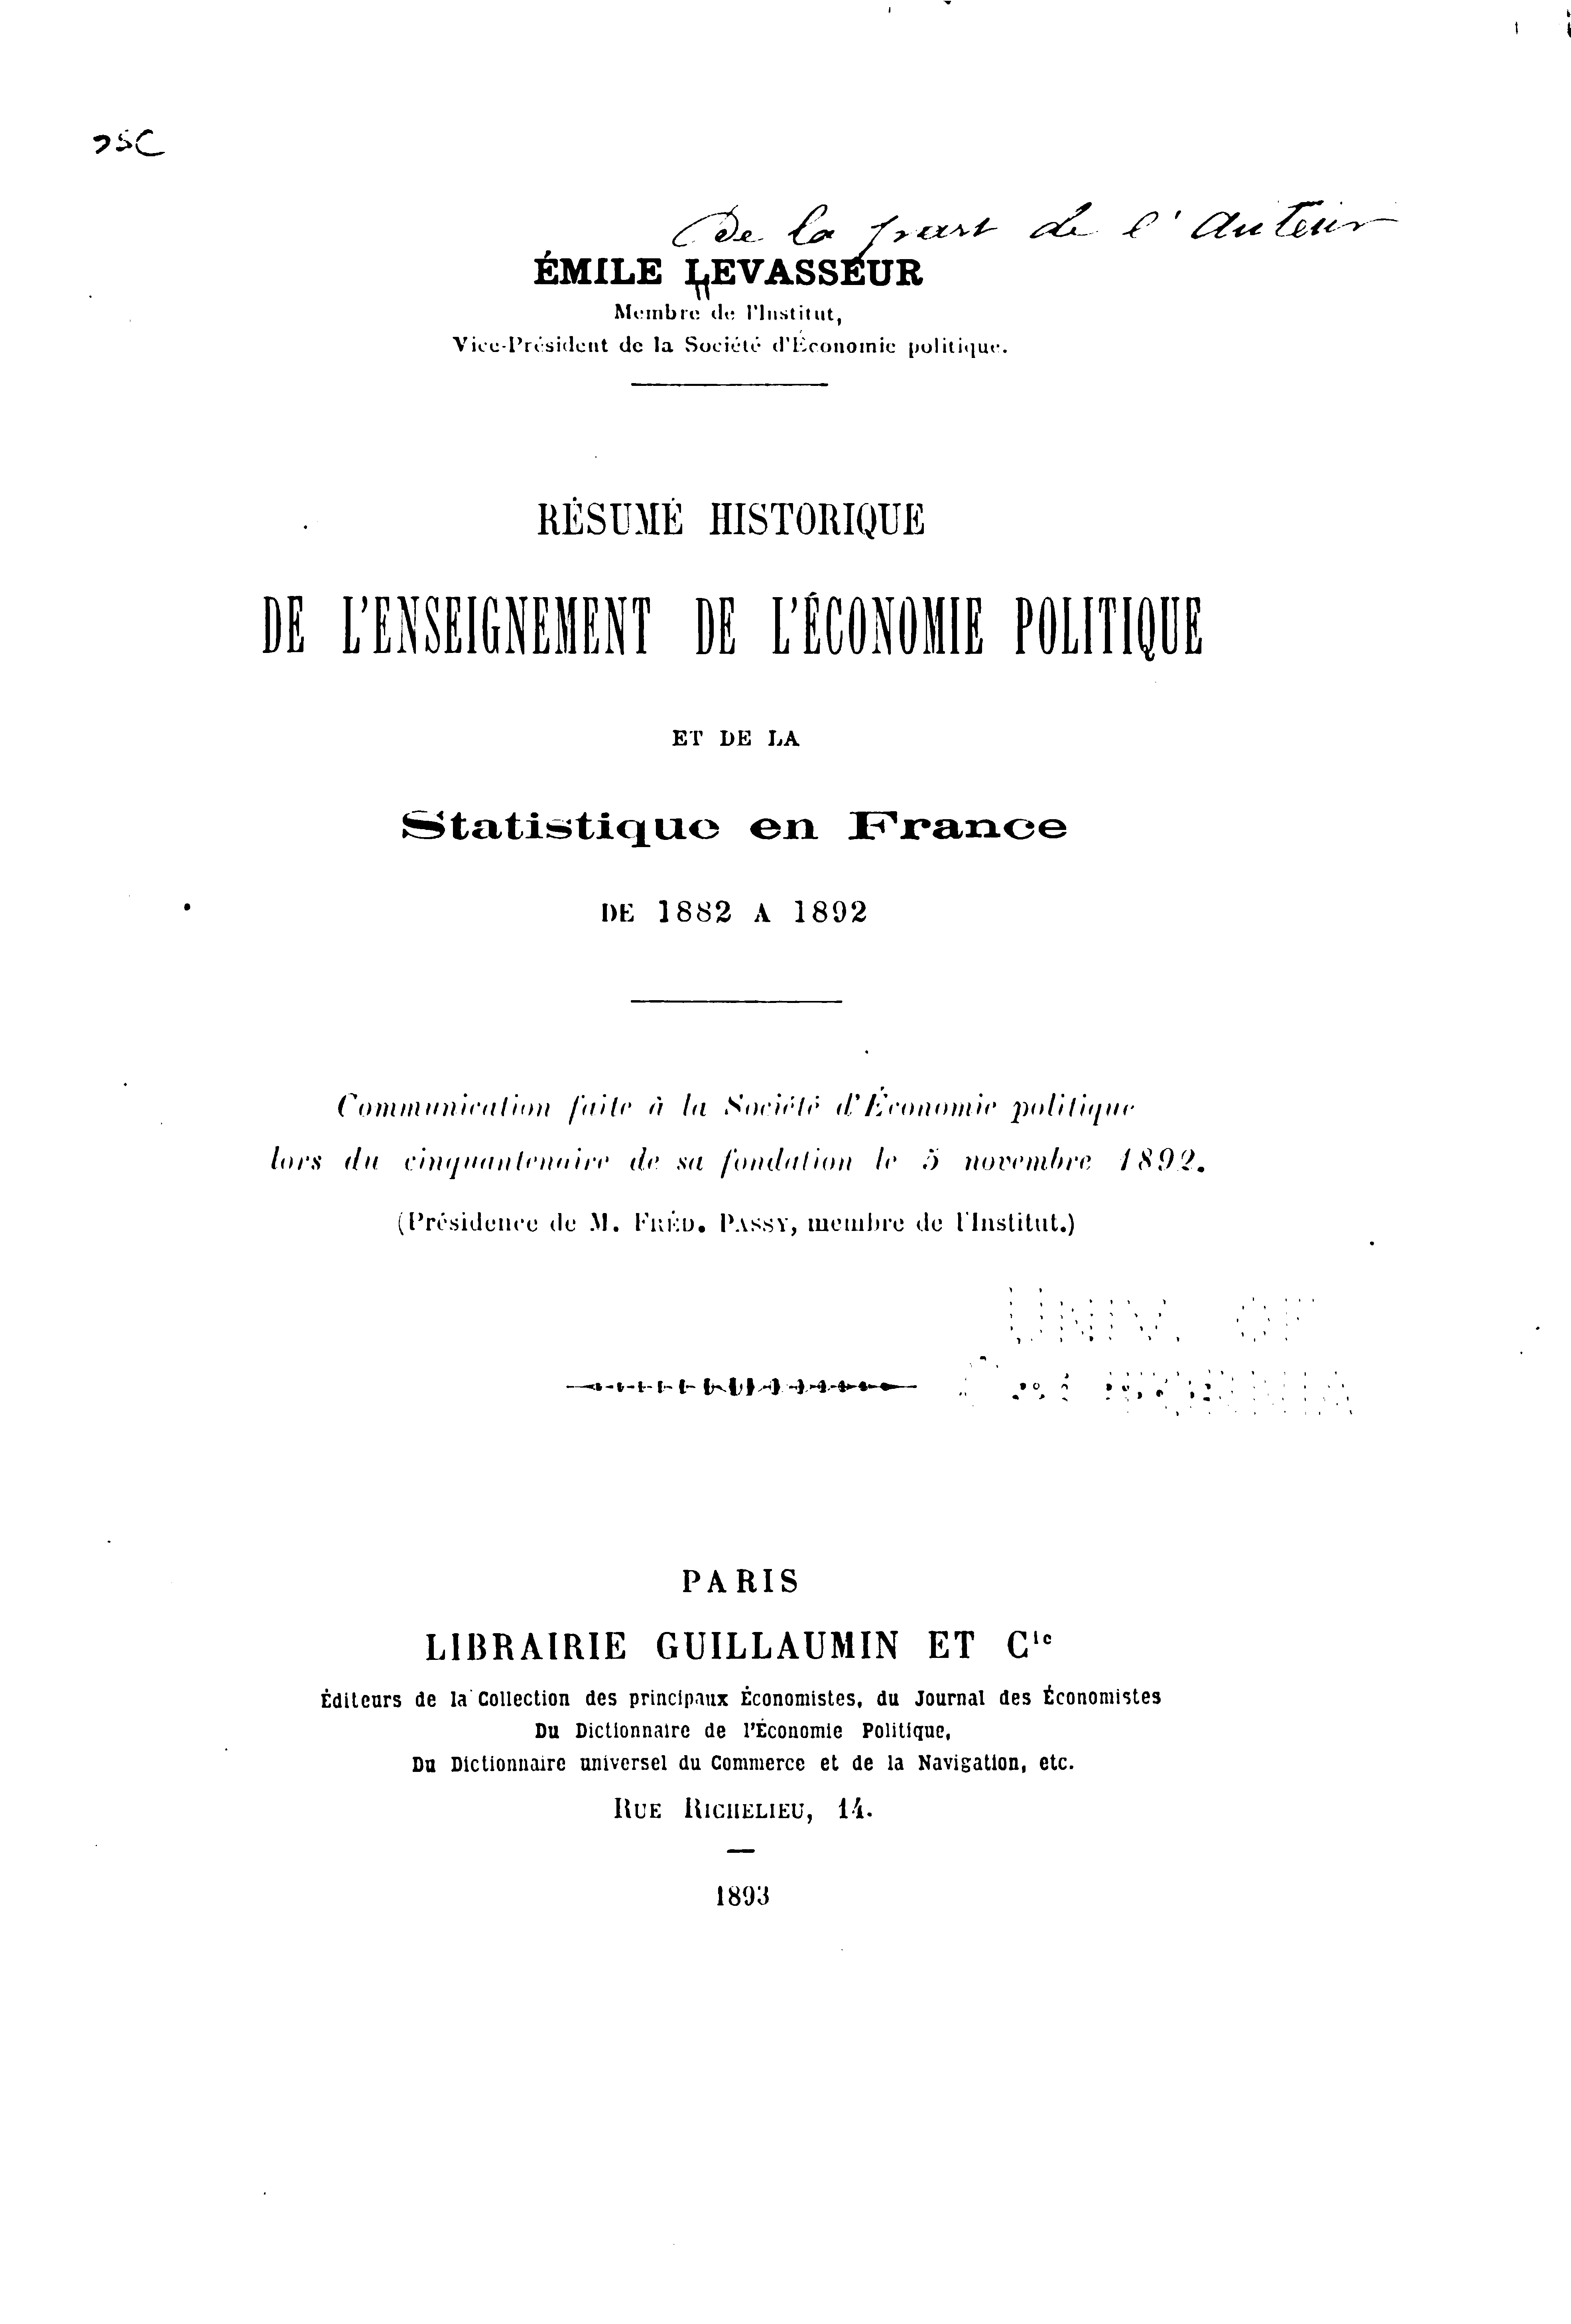 De la part de l'Auteur
ÉMILE LEVASSEUR
Membre de l'Institut,
Vice-Président de la Société d'Économie politique.
RÉSUMÉ HISTORIQUE
DE L'ENSEIGNEMENT DE L'ÉCONOMIE POLITIQUE
ET DE LA
Statistique en France
DE 1882 A 1892
Communication faite à la Société d'Économie politique
lors du cinquantenaire de sa fondation le 5 novembre 1892.
(Présidence de M. FRÉD. PASSY, membre de l'Institut.)
UNIV. OF
CALIFORNIA
PARIS
LIBRAIRIE GUILLAUMIN ET Cie
Éditeurs de la Collection des principaux Économistes, du Journal des Économistes
Du Dictionnaire de l'Économie Politique,
Du Dictionnaire universel du Commerce et de la Navigation, etc.
RUE RICHELIEU, 14.
1893